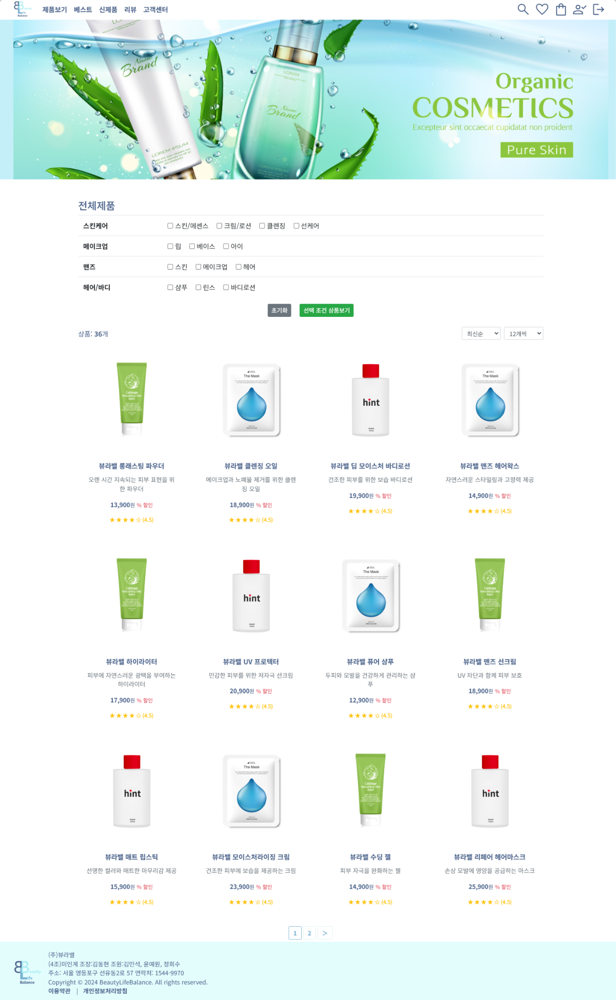 Beauty
Life
Balance
제품보기 베스트 신제품 리뷰 고객센터
Name
Brand
LOREM IPSUM
LOREM
Name
Brand
LOREM IPSUM
Organic
COSMETICS
Excepteur sint occaecat cupidatat non proident
Pure Skin
전체제품
스킨케어 스킨/에센스 크림/로션 클렌징 선케어
메이크업 립 베이스 아이
맨즈 스킨 메이크업 헤어
헤어/바디 샴푸 린스 바디로션
초기화 선택 조건 상품보기
상품: 36개 최신순 12개씩
Cabbage
Rebuilding Silky
Balm
The Mask
hint
toner
The Mask
뷰라밸 롱래스팅 파우더 뷰라밸 클렌징 오일 뷰라밸 딥 모이스처 바디로션 뷰라밸 맨즈 헤어왁스
오랜 시간 지속되는 피부 표현을 위 메이크업과 노폐물 제거를 위한 클렌 건조한 피부를 위한 보습 바디로션 자연스러운 스타일링과 고정력 제공
한 파우더 징 오일
19,900원 % 할인 14,900원 % 할인
13,900원 % 할인 18,900원 % 할인
★★★★☆ (4.5) ★★★★☆ (4.5)
★★★★☆ (4.5) ★★★★☆ (4.5)
Cabbage
Rebuilding Silky
Balm
hint
toner
The Mask
Cabbage
Rebuilding Silky
Balm
뷰라밸 하이라이터 뷰라밸 UV 프로텍터 뷰라밸 퓨어 샴푸 뷰라밸 맨즈 선크림
피부에 자연스러운 광택을 부여하는 민감한 피부를 위한 저자극 선크림 두피와 모발을 건강하게 관리하는 샴 UV 차단과 함께 피부 보호
하이라이터 푸
20,900원 % 할인 18,900원 % 할인
17,900원 % 할인 12,900원 % 할인
★★★★☆ (4.5) ★★★★☆ (4.5)
★★★★☆ (4.5) ★★★★☆ (4.5)
hint
toner
The Mask
Cabbage
Rebuilding Silky
Balm
hint
toner
뷰라밸 매트 립스틱 뷰라밸 모이스처라이징 크림 뷰라밸 수딩 젤 뷰라밸 리페어 헤어마스크
선명한 컬러와 매트한 마무리감 제공 건조한 피부에 보습을 제공하는 크림 피부 자극을 완화하는 젤 손상 모발에 영양을 공급하는 마스크
15,900원 % 할인 23,900원 % 할인 14,900원 % 할인 25,900원 % 할인
★★★★☆ (4.5) ★★★★☆ (4.5) ★★★★☆ (4.5) ★★★★☆ (4.5)
1 2 >
Beauty
Life
Balance
(주)뷰라밸
(4조)미인계 조장:김동현 조원:김민석, 윤예원, 정희수
주소: 서울 영등포구 선유동2로 57 연락처: 1544-9970
Copyright © 2024 BeautyLifeBalance. All rights reserved.
이용약관 | 개인정보처리방침